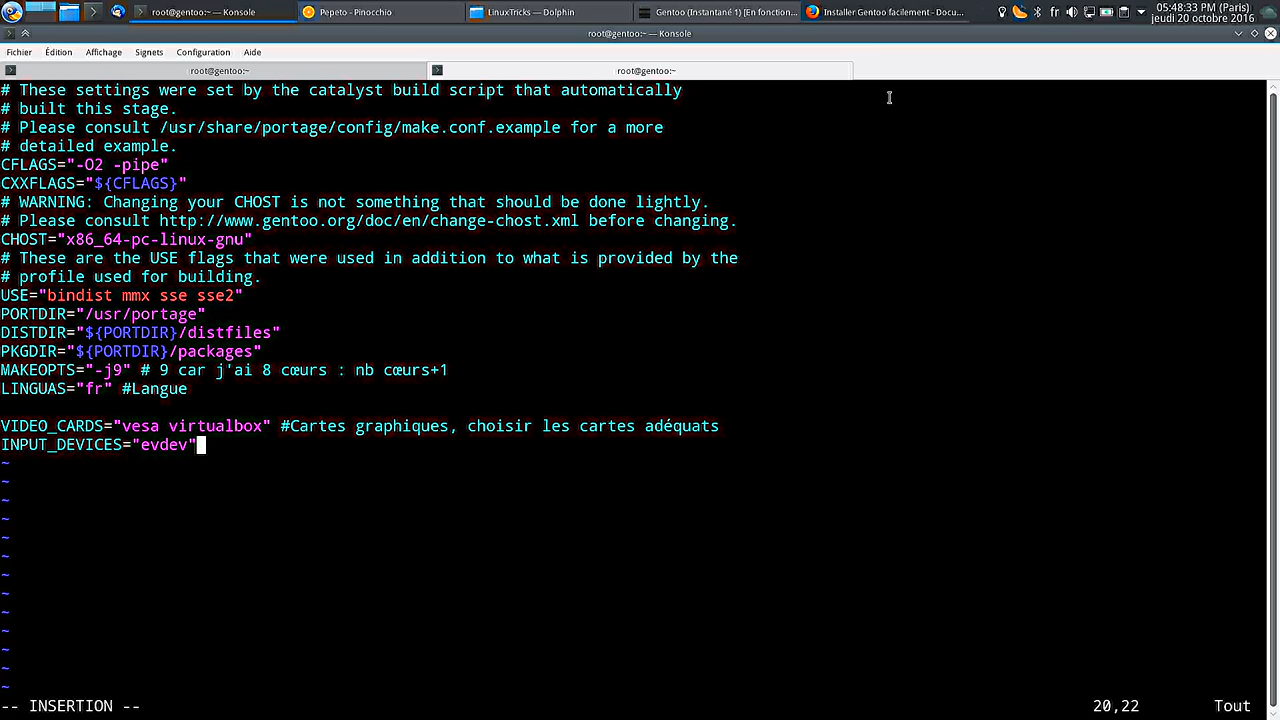 root@gentoo:~ — Konsole
Pepeto - Pinocchio
LinuxTricks — Dolphin
Gentoo (Instantané 1) [En fonction...
Installer Gentoo facilement - Docu...
fr
05:48:33 PM (Paris)
jeudi 20 octobre 2016
root@gentoo:~ — Konsole
Fichier Édition Affichage Signets Configuration Aide
root@gentoo:~ root@gentoo:~
# These settings were set by the catalyst build script that automatically
# built this stage.
# Please consult /usr/share/portage/config/make.conf.example for a more
# detailed example.
CFLAGS="-O2 -pipe"
CXXFLAGS="${CFLAGS}"
# WARNING: Changing your CHOST is not something that should be done lightly.
# Please consult http://www.gentoo.org/doc/en/change-chost.xml before changing.
CHOST="x86_64-pc-linux-gnu"
# These are the USE flags that were used in addition to what is provided by the
# profile used for building.
USE="bindist mmx sse sse2"
PORTDIR="/usr/portage"
DISTDIR="${PORTDIR}/distfiles"
PKGDIR="${PORTDIR}/packages"
MAKEOPTS="-j9" # 9 car j'ai 8 cœurs : nb cœurs+1
LINGUAS="fr" #Langue
VIDEO_CARDS="vesa virtualbox" #Cartes graphiques, choisir les cartes adéquats
INPUT_DEVICES="evdev"
~
~
~
~
~
~
~
~
~
~
~
~
~
-- INSERTION -- 20,22 Tout